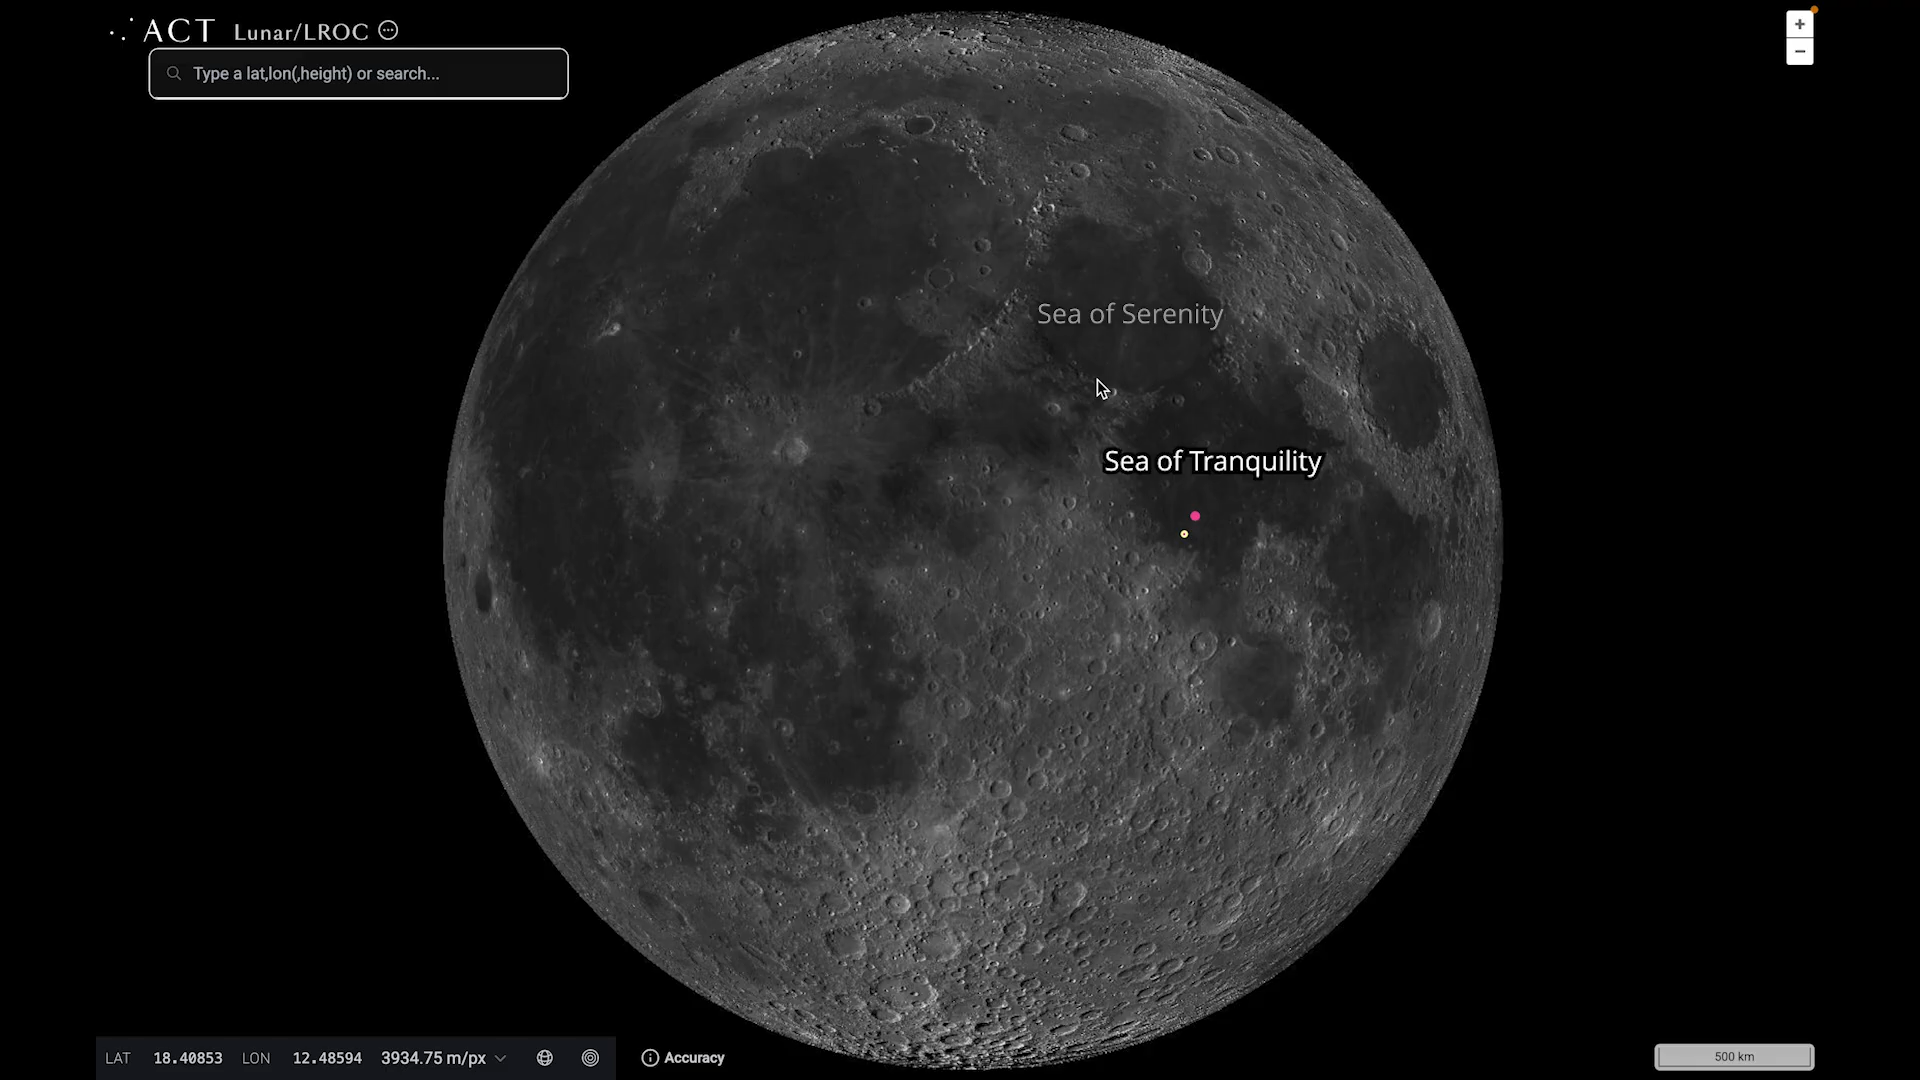 ACT Lunar/LROC
Type a lat,lon(,height) or search...
+
−
Sea of Serenity
Sea of Tranquility
LAT 18.40853 LON 12.48594 3934.75 m/px
Accuracy
500 km